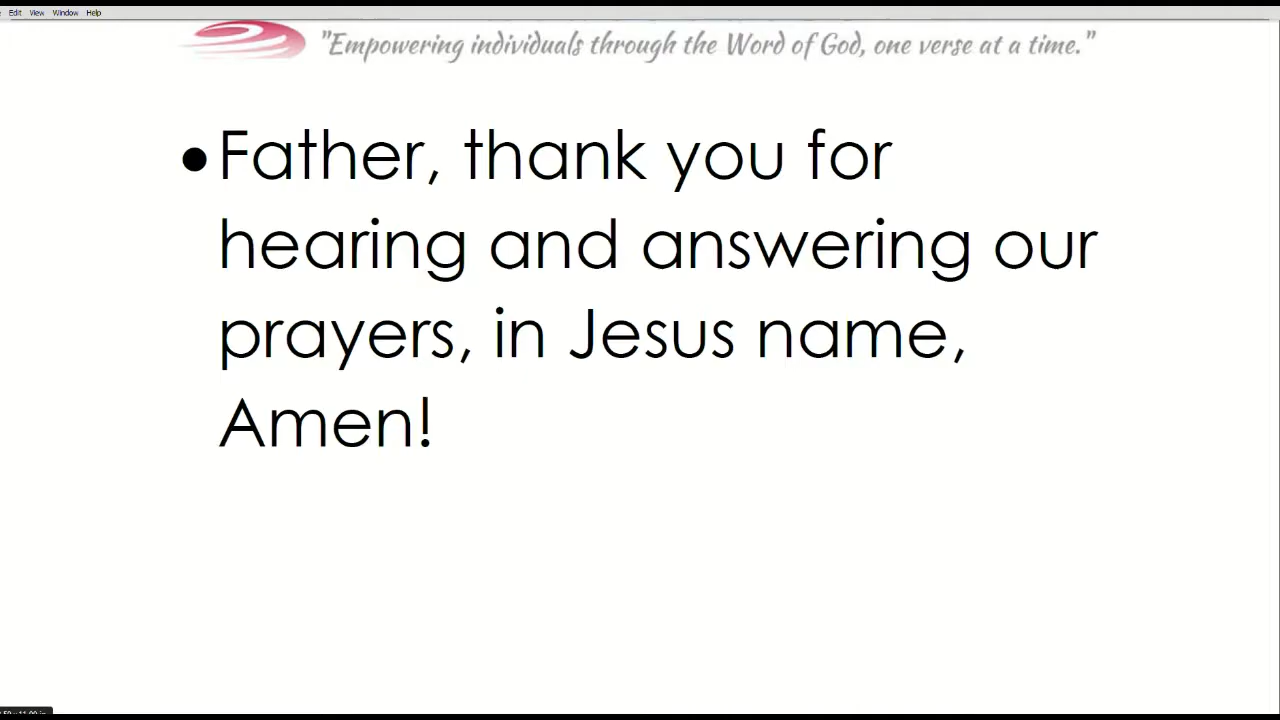 Edit View Window Help
"Empowering individuals through the Word of God, one verse at a time."
•Father, thank you for
hearing and answering our
prayers, in Jesus name,
Amen!